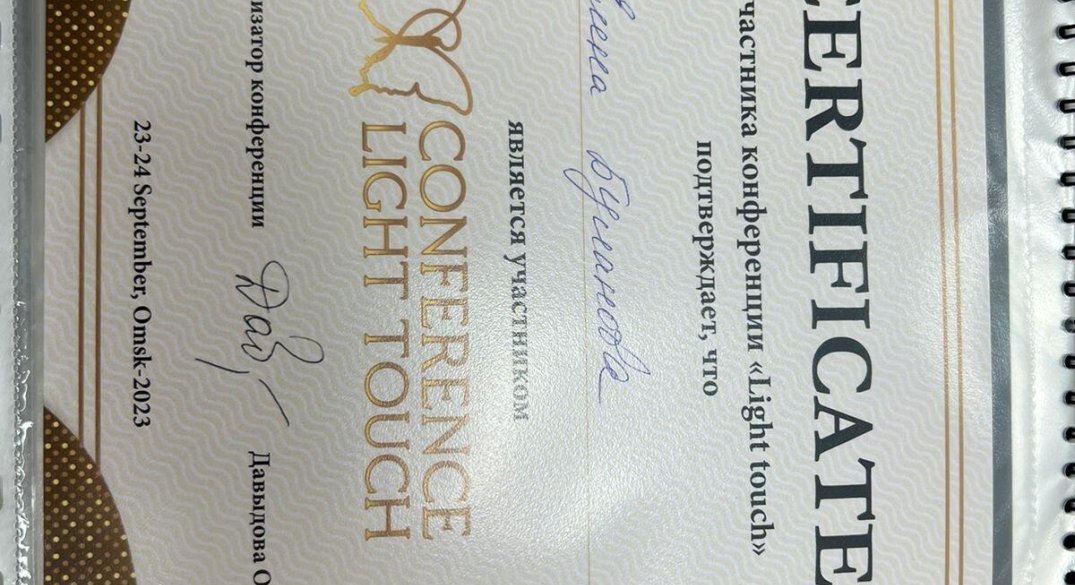 CERTIFICATE
участника конференции «Light touch»
подтверждает, что
является участником
CONFERENCE
LIGHT TOUCH
изатор конференции Давыдова О
23-24 September, Omsk-2023